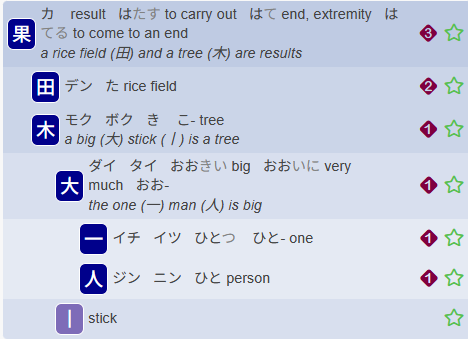 果 カ result はたす to carry out はて end, extremity は
てる to come to an end 3
a rice field (田) and a tree (木) are results
田 デン た rice field 2
木 モク ボク き こ- tree 1
a big (大) stick (丨) is a tree
大 ダイ タイ おおきい big おおいに very
much おお- 1
the one (一) man (人) is big
一 イチ イツ ひとつ ひと- one 1
人 ジン ニン ひと person 1
丨 stick